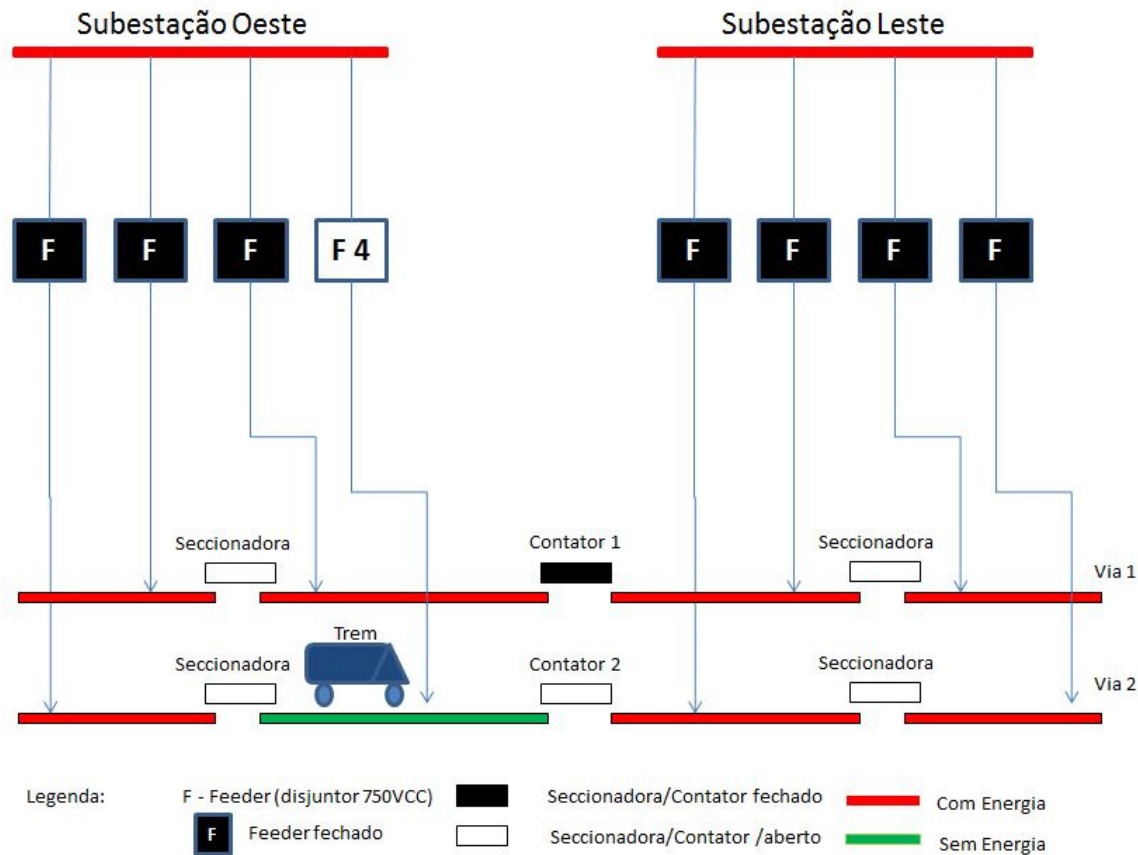 Subestação Oeste
Subestação Leste
F F F F 4 F F F F
Seccionadora Contator 1 Seccionadora
Via 1
Trem
Seccionadora Contator 2 Seccionadora
Via 2
Legenda: F - Feeder (disjuntor 750VCC) Seccionadora/Contator fechado Com Energia
F Feeder fechado Seccionadora/Contator /aberto Sem Energia